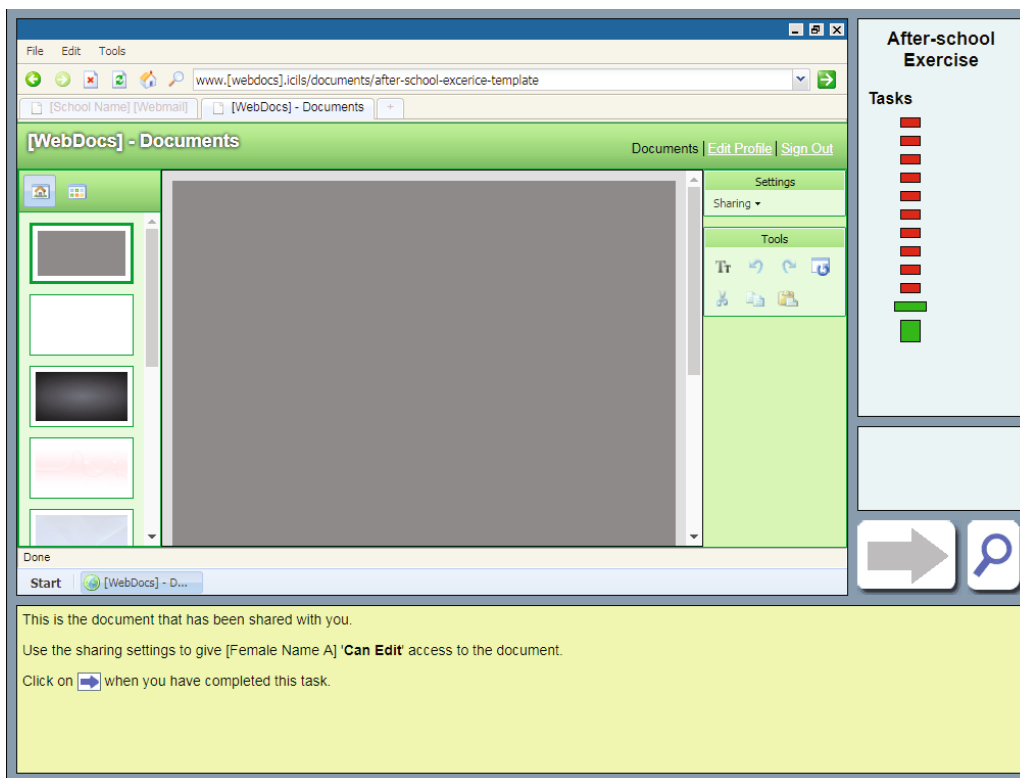 File Edit Tools
www.[webdocs].icils/documents/after-school-excerice-template
[School Name] [Webmail] [WebDocs] - Documents +
[WebDocs] - Documents
Documents | Edit Profile | Sign Out
Settings
Sharing
Tools
Tt
Done
Start [WebDocs] - D...
After-school
Exercise
Tasks
This is the document that has been shared with you.
Use the sharing settings to give [Female Name A] 'Can Edit' access to the document.
Click on when you have completed this task.